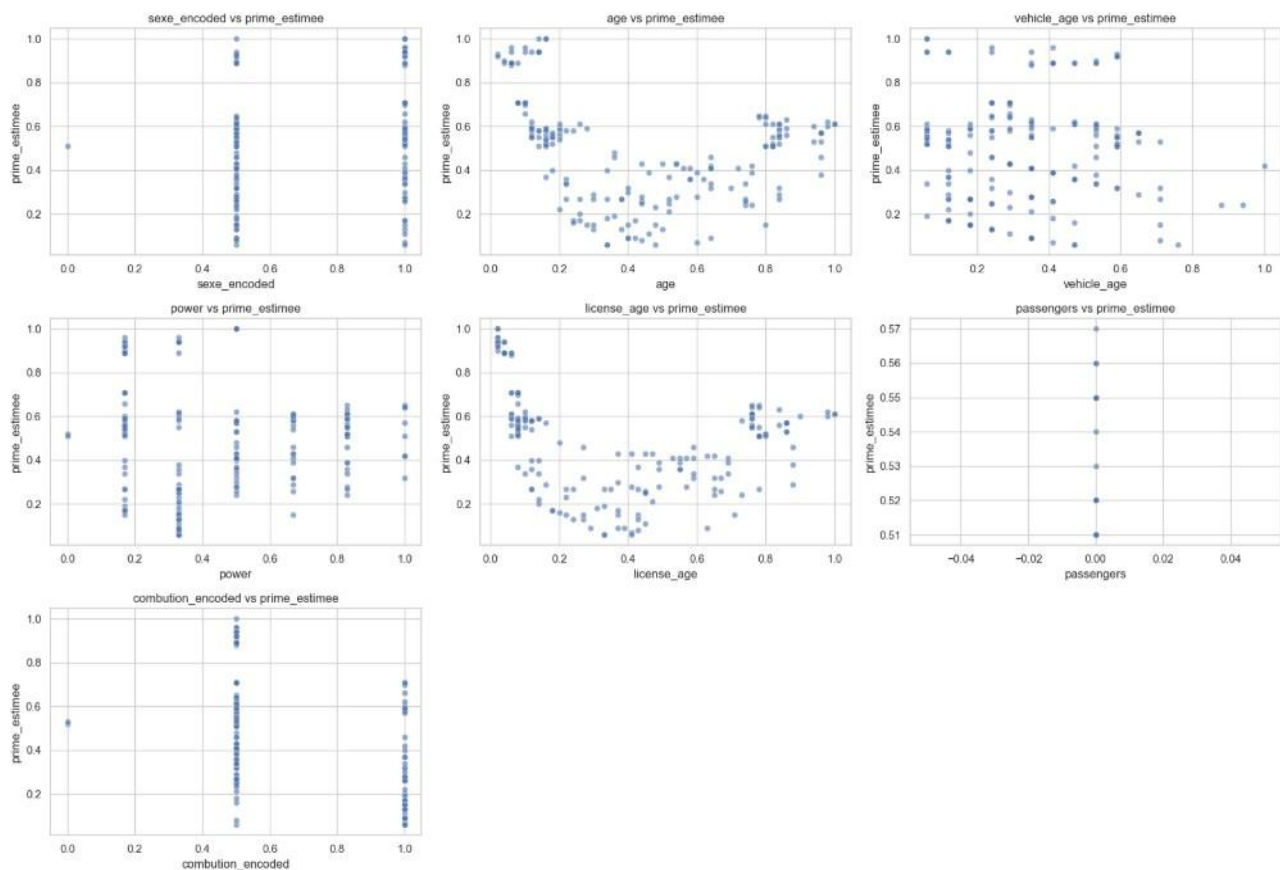 sexe_encoded vs prime_estimee
prime_estimee
1.0
0.8
0.6
0.4
0.2
0.0 0.2 0.4 0.6 0.8 1.0
sexe_encoded
age vs prime_estimee
prime_estimee
1.0
0.8
0.6
0.4
0.2
0.0 0.2 0.4 0.6 0.8 1.0
age
vehicle_age vs prime_estimee
prime_estimee
1.0
0.8
0.6
0.4
0.2
0.2 0.4 0.6 0.8 1.0
vehicle_age
power vs prime_estimee
prime_estimee
1.0
0.8
0.6
0.4
0.2
0.0 0.2 0.4 0.6 0.8 1.0
power
license_age vs prime_estimee
prime_estimee
1.0
0.8
0.6
0.4
0.2
0.0 0.2 0.4 0.6 0.8 1.0
license_age
passengers vs prime_estimee
prime_estimee
0.57
0.56
0.55
0.54
0.53
0.52
0.51
−0.04 −0.02 0.00 0.02 0.04
passengers
combution_encoded vs prime_estimee
prime_estimee
1.0
0.8
0.6
0.4
0.2
0.0 0.2 0.4 0.6 0.8 1.0
combution_encoded